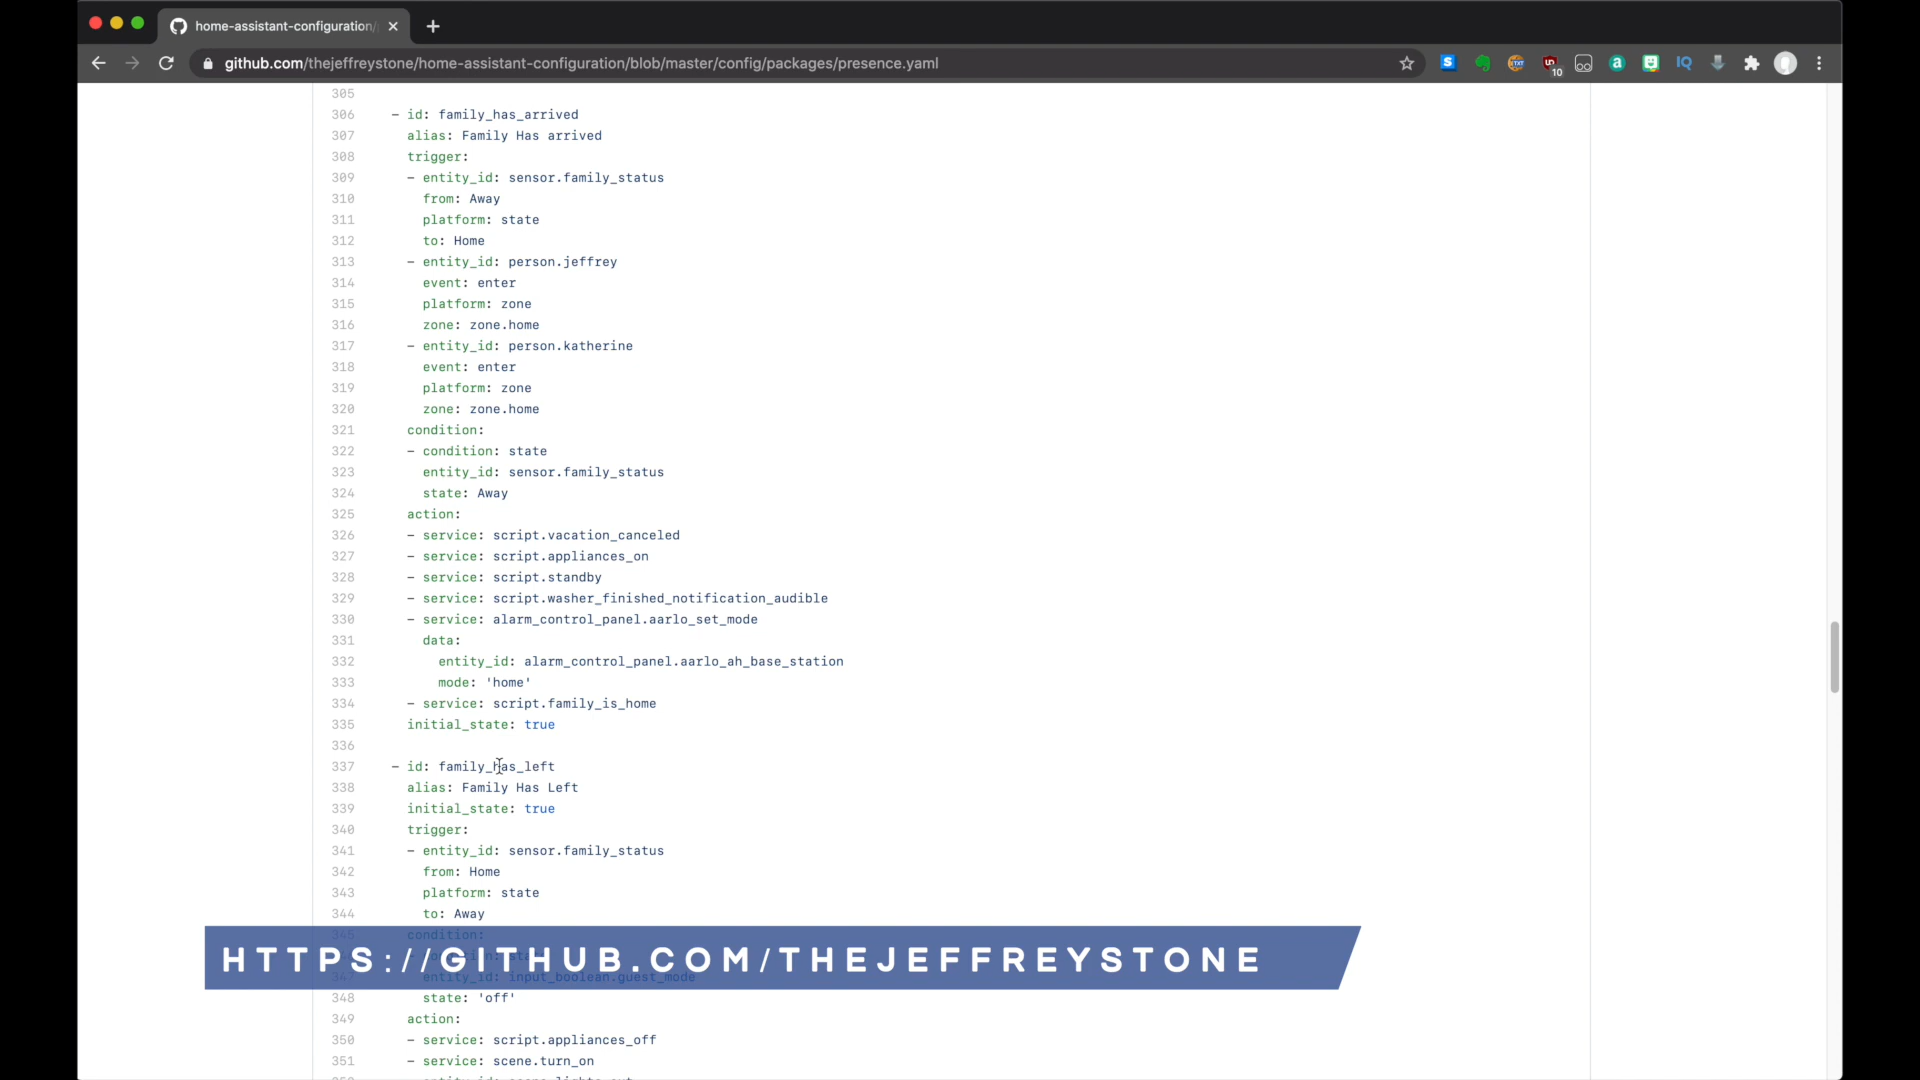 home-assistant-configuration/
github.com/thejeffreystone/home-assistant-configuration/blob/master/config/packages/presence.yaml
10
305
306 - id: family_has_arrived
307 alias: Family Has arrived
308 trigger:
309 - entity_id: sensor.family_status
310 from: Away
311 platform: state
312 to: Home
313 - entity_id: person.jeffrey
314 event: enter
315 platform: zone
316 zone: zone.home
317 - entity_id: person.katherine
318 event: enter
319 platform: zone
320 zone: zone.home
321 condition:
322 - condition: state
323 entity_id: sensor.family_status
324 state: Away
325 action:
326 - service: script.vacation_canceled
327 - service: script.appliances_on
328 - service: script.standby
329 - service: script.washer_finished_notification_audible
330 - service: alarm_control_panel.aarlo_set_mode
331 data:
332 entity_id: alarm_control_panel.aarlo_ah_base_station
333 mode: 'home'
334 - service: script.family_is_home
335 initial_state: true
336
337 - id: family_has_left
338 alias: Family Has Left
339 initial_state: true
340 trigger:
341 - entity_id: sensor.family_status
342 from: Home
343 platform: state
344 to: Away
345 condition:
HTTPS://GITHUB.COM/THEJEFFREYSTONE
347 entity_id: input_boolean.guest_mode
348 state: 'off'
349 action:
350 - service: script.appliances_off
351 - service: scene.turn_on